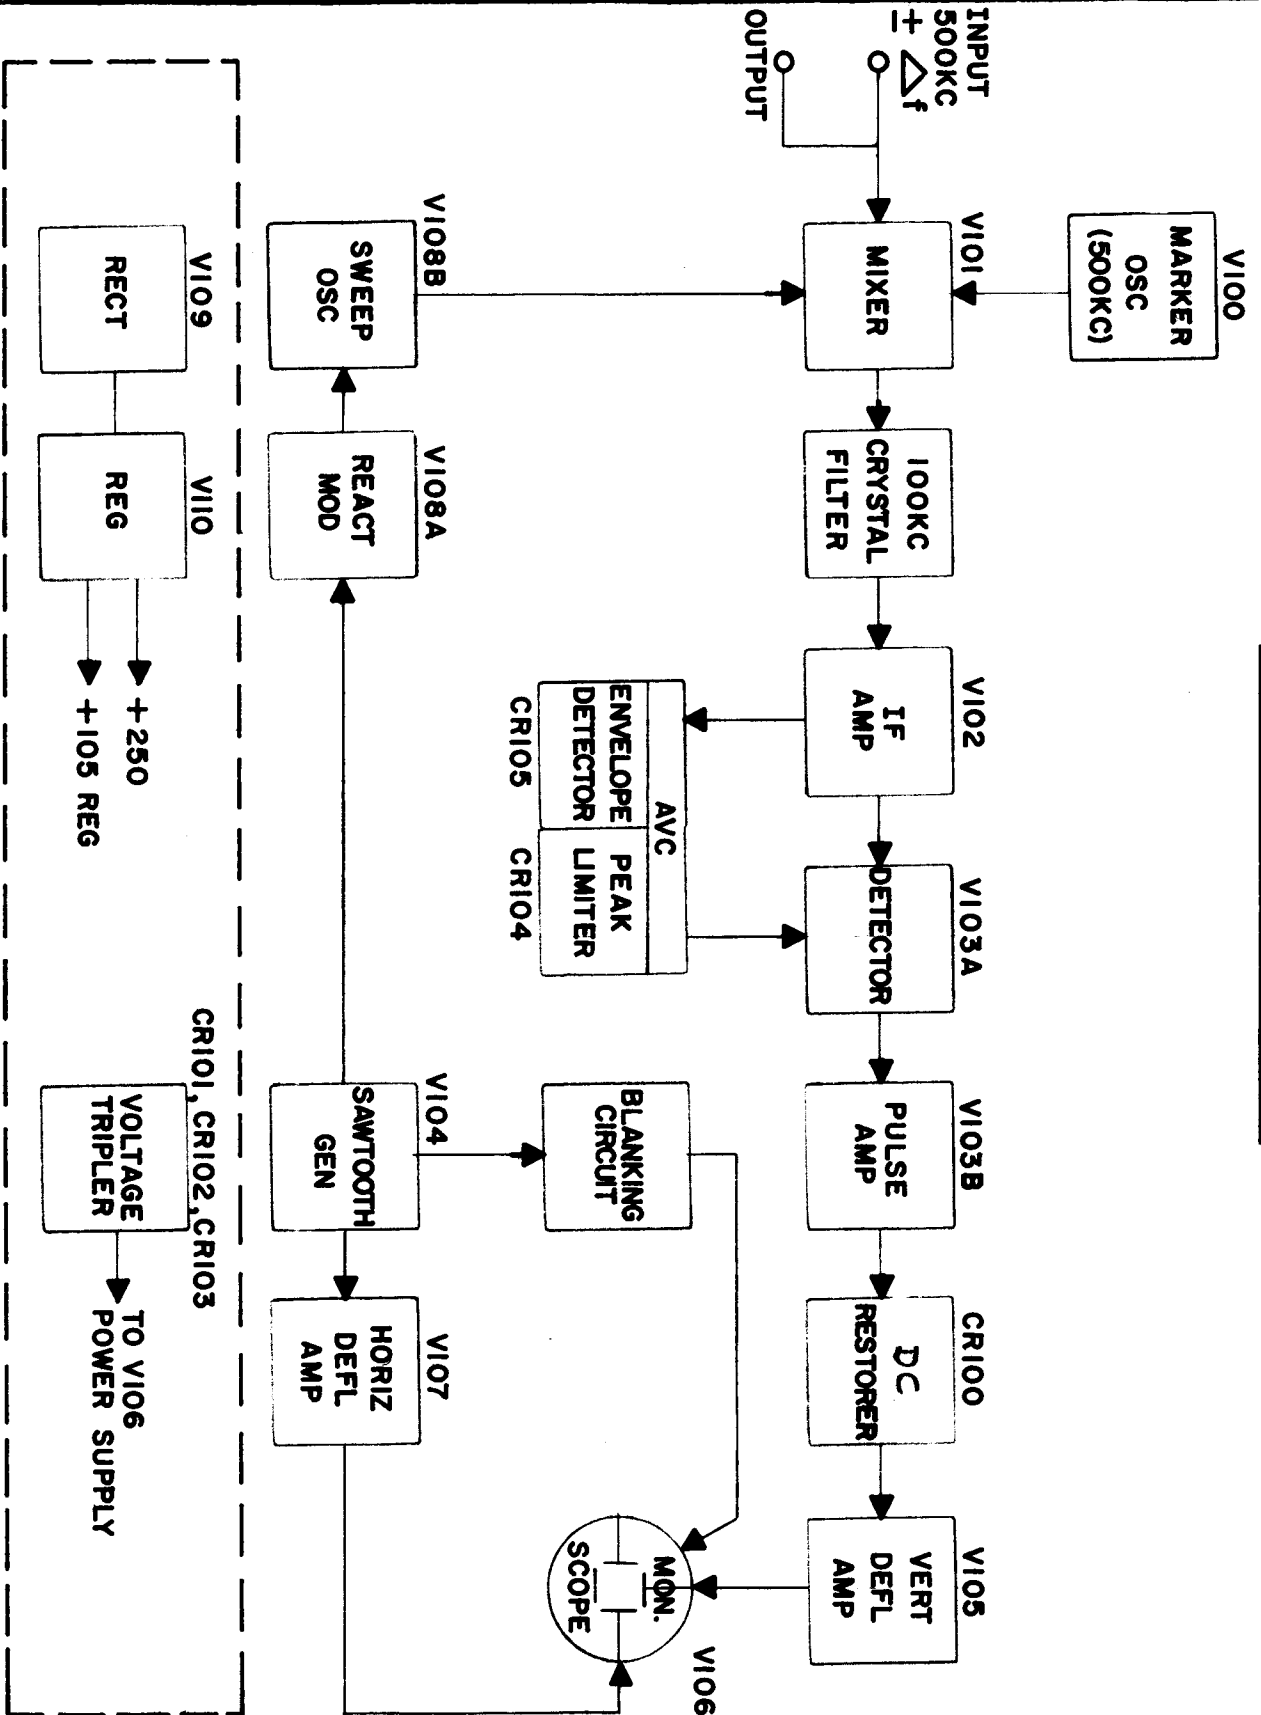 V100
MARKER
OSC
(500KC)
INPUT
500KC
± △f
OUTPUT
V101
MIXER
100KC
CRYSTAL
FILTER
V102
IF
AMP
V103A
DETECTOR
V103B
PULSE
AMP
CR100
DC
RESTORER
V105
VERT
DEFL
AMP
AVC
ENVELOPE
DETECTOR
CR105
PEAK
LIMITER
CR104
BLANKING
CIRCUIT
V106
MON.
SCOPE
V108B
SWEEP
OSC
V108A
REACT
MOD
V104
SAWTOOTH
GEN
V107
HORIZ
DEFL
AMP
V109
RECT
V110
REG
+250
+105 REG
CR101, CR102, CR103
VOLTAGE
TRIPLER
TO V106
POWER SUPPLY